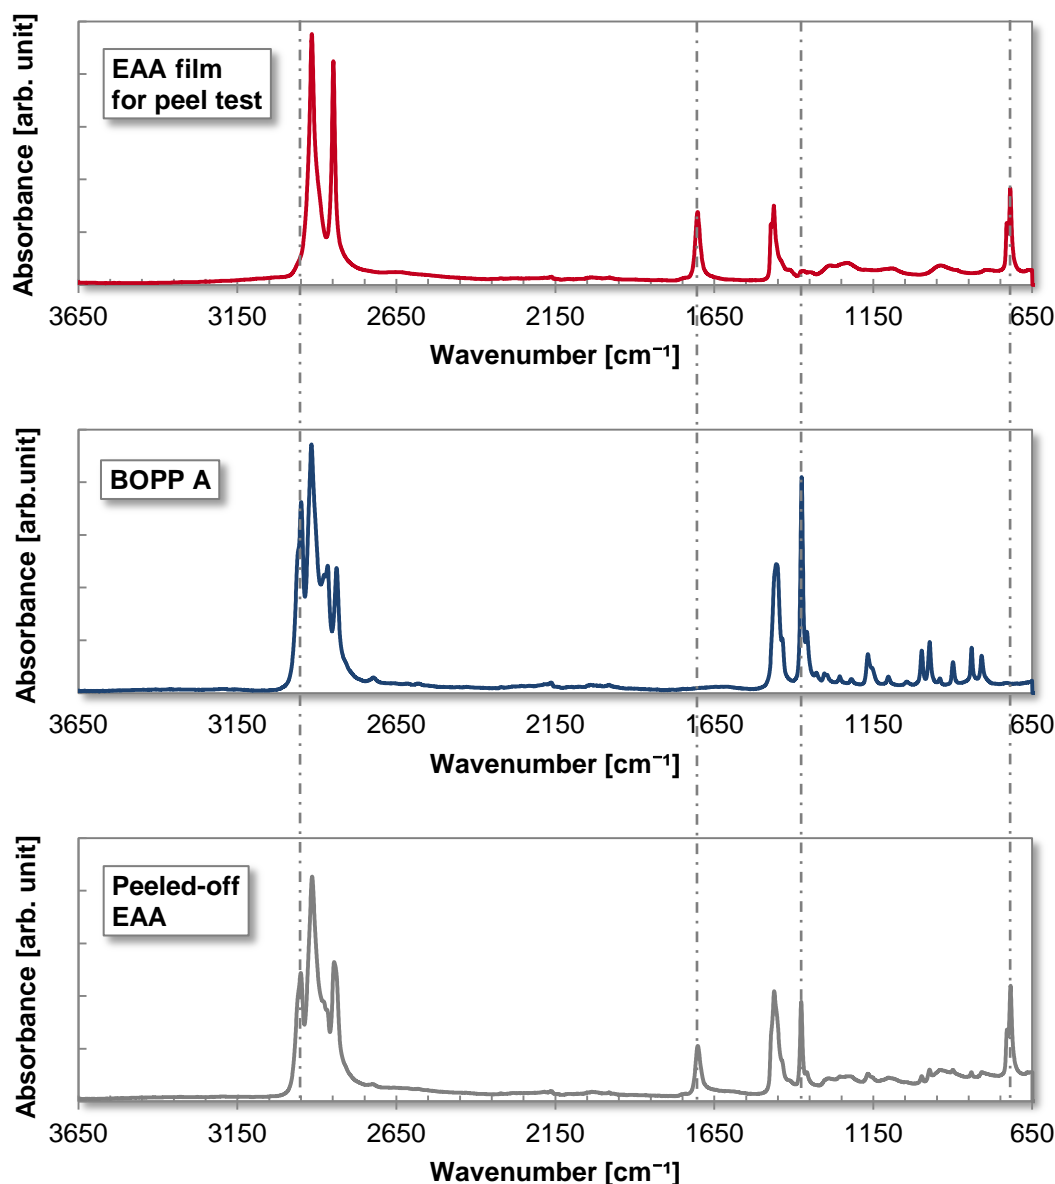 Absorbance [arb. unit]
EAA film
for peel test
3650 3150 2650 2150 1650 1150 650
Wavenumber [cm⁻¹]
Absorbance [arb.unit]
BOPP A
3650 3150 2650 2150 1650 1150 650
Wavenumber [cm⁻¹]
Absorbance [arb. unit]
Peeled-off
EAA
3650 3150 2650 2150 1650 1150 650
Wavenumber [cm⁻¹]